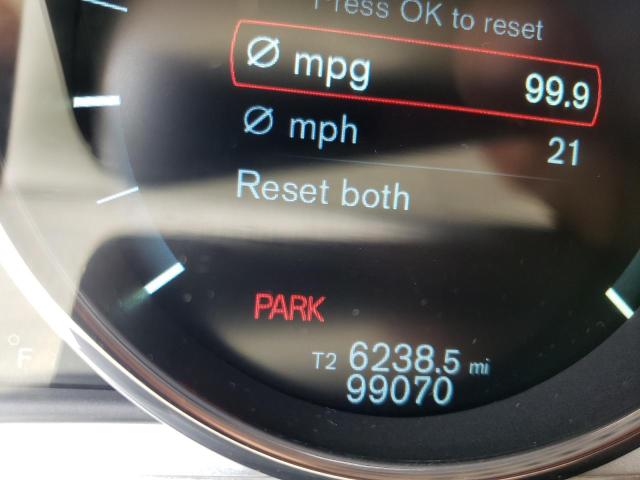 Press OK to reset
Ø mpg 99.9
Ø mph 21
Reset both
PARK
T2 6238.5 mi
99070
°F